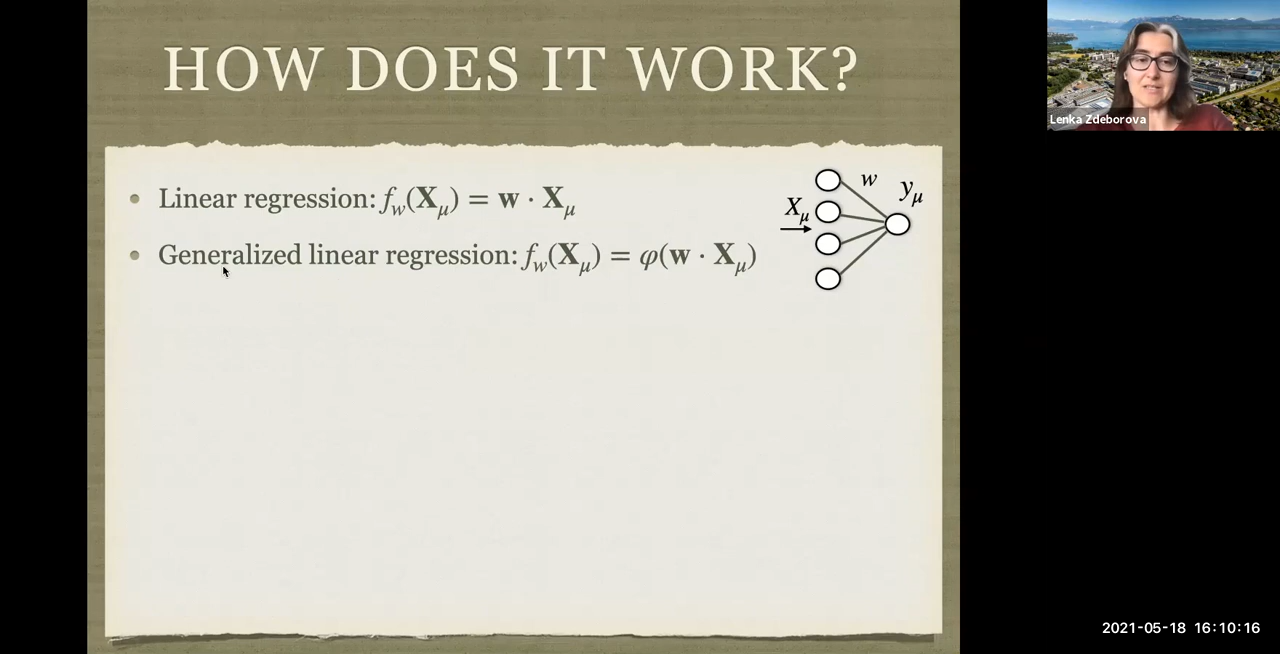 HOW DOES IT WORK?
• Linear regression: f_w(X_μ) = w · X_μ
• Generalized linear regression: f_w(X_μ) = φ(w · X_μ)
X_μ
w
y_μ
Lenka Zdeborova
2021-05-18 16:10:16